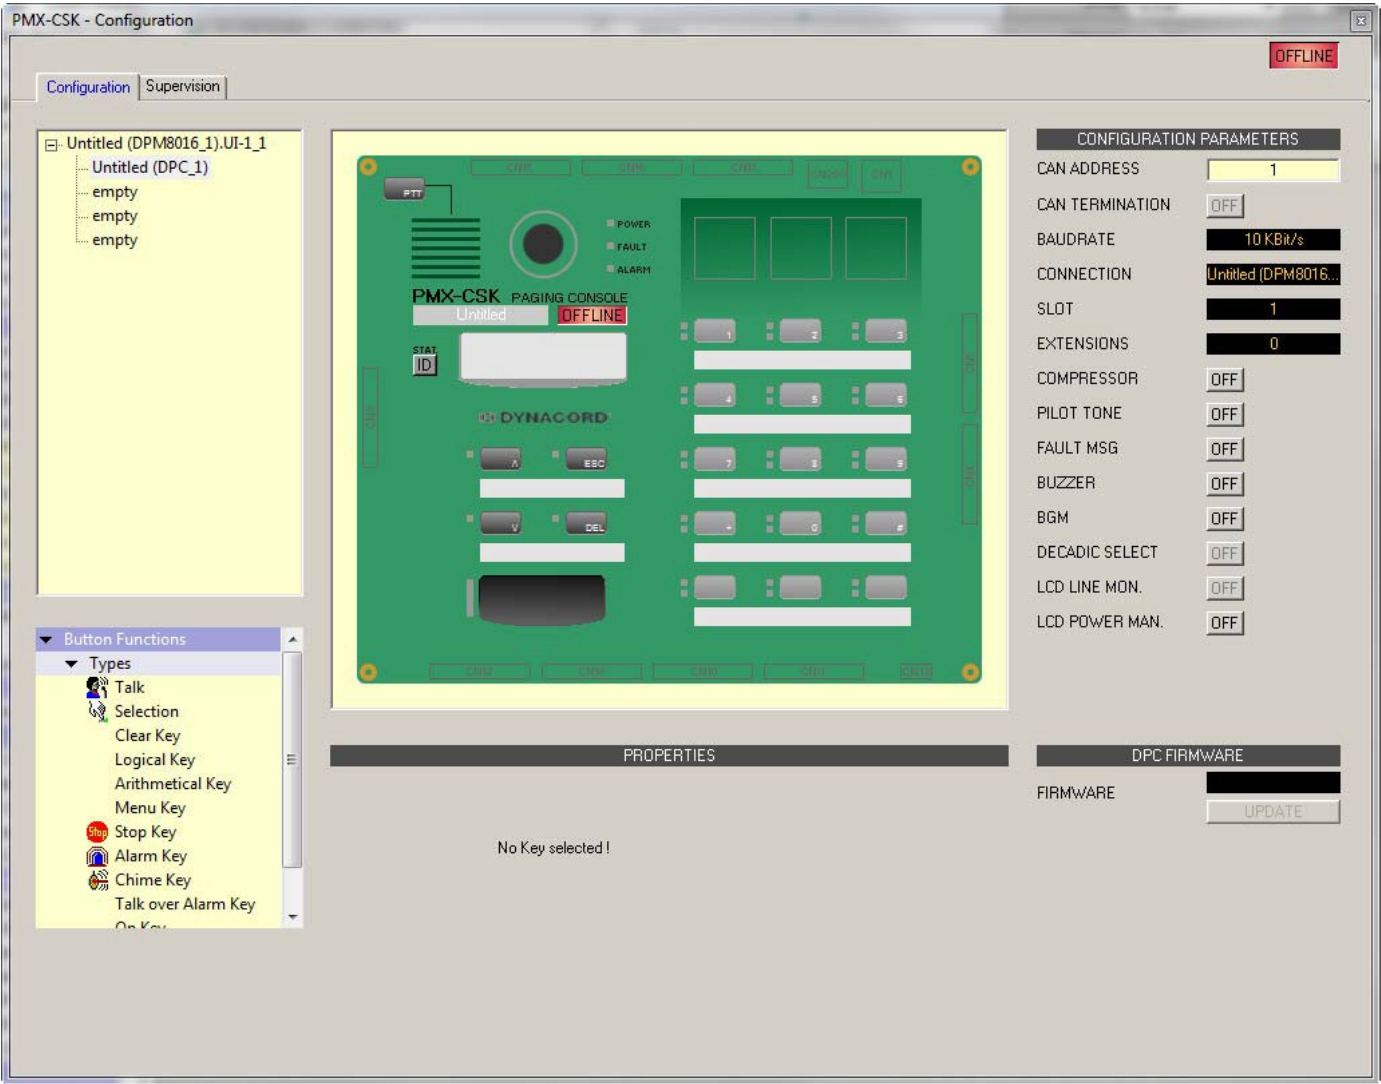 PMX-CSK - Configuration
OFFLINE
Configuration
Supervision
Untitled (DPM8016_1).UI-1_1
Untitled (DPC_1)
empty
empty
empty
Button Functions
Types
Talk
Selection
Clear Key
Logical Key
Arithmetical Key
Menu Key
Stop
Stop Key
Alarm Key
Chime Key
Talk over Alarm Key
On Key
PTT
POWER
FAULT
ALARM
PMX-CSK PAGING CONSOLE
Untitled
OFFLINE
STAT.
ID
DYNACORD
ESC
V
DEL
1
2
3
4
5
6
7
8
9
0
#
PROPERTIES
No Key selected !
CONFIGURATION PARAMETERS
CAN ADDRESS 1
CAN TERMINATION OFF
BAUDRATE 10 KBit/s
CONNECTION Untitled (DPM8016...
SLOT 1
EXTENSIONS 0
COMPRESSOR OFF
PILOT TONE OFF
FAULT MSG OFF
BUZZER OFF
BGM OFF
DECADIC SELECT OFF
LCD LINE MON. OFF
LCD POWER MAN. OFF
DPC FIRMWARE
FIRMWARE
UPDATE